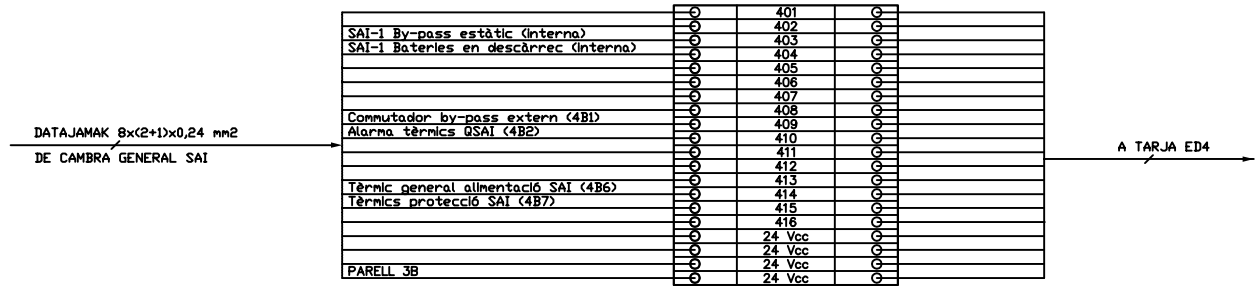 401
402
SAI-1 By-pass estàtic (interna)
403
SAI-1 Bateries en descàrrec (interna)
404
405
406
407
408
Commutador by-pass extern (4B1)
409
Alarma tèrmics QSAI (4B2)
410
DATAJAMAK 8x(2+1)x0,24 mm2
DE CAMBRA GENERAL SAI
411
A TARJA ED4
412
413
Tèrmic general alimentació SAI (4B6)
414
Tèrmics protecció SAI (4B7)
415
416
24 Vcc
24 Vcc
24 Vcc
PARELL 3B
24 Vcc